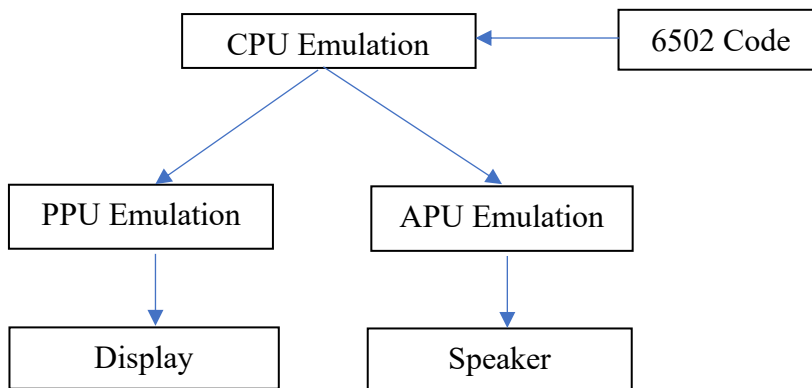 CPU Emulation
6502 Code
PPU Emulation
APU Emulation
Display
Speaker